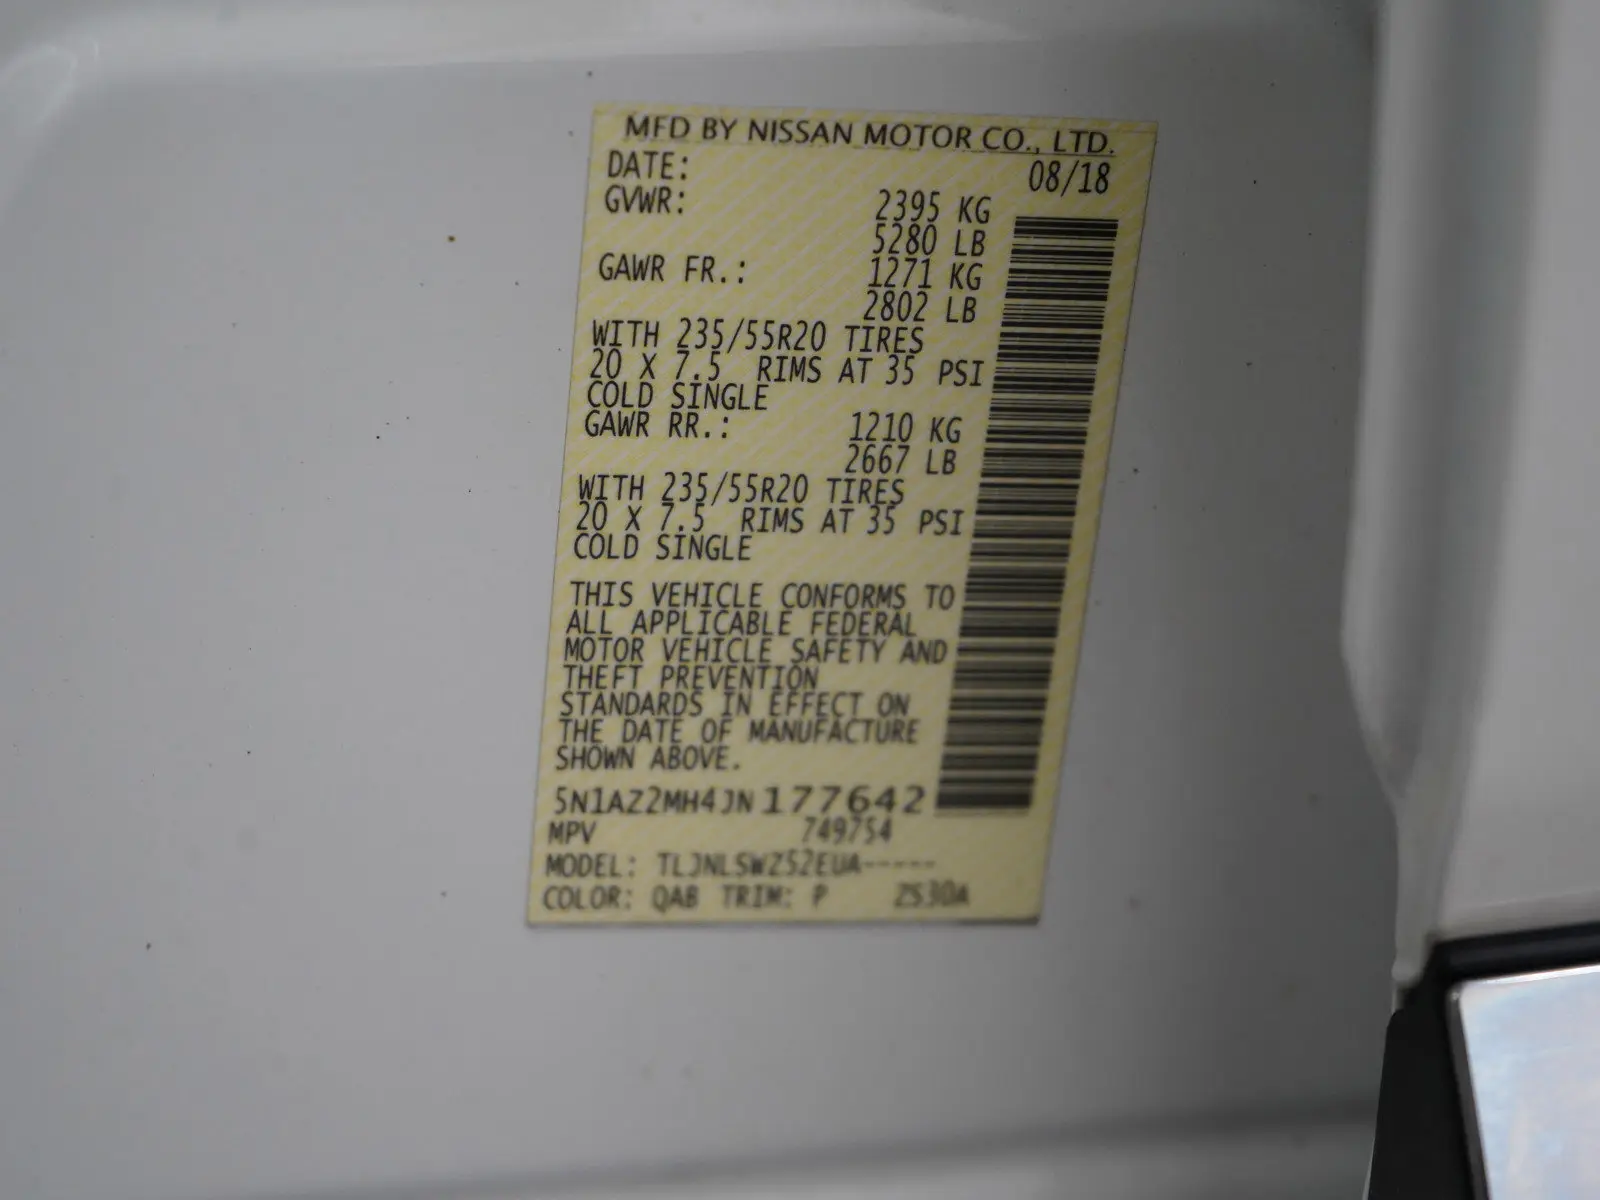 MFD BY NISSAN MOTOR CO., LTD.
DATE: 08/18
GVWR: 2395 KG
5280 LB
GAWR FR.: 1271 KG
2802 LB
WITH 235/55R20 TIRES
20 X 7.5 RIMS AT 35 PSI
COLD SINGLE
GAWR RR.: 1210 KG
2667 LB
WITH 235/55R20 TIRES
20 X 7.5 RIMS AT 35 PSI
COLD SINGLE
THIS VEHICLE CONFORMS TO
ALL APPLICABLE FEDERAL
MOTOR VEHICLE SAFETY AND
THEFT PREVENTION
STANDARDS IN EFFECT ON
THE DATE OF MANUFACTURE
SHOWN ABOVE.
5N1AZ2MH4JN177642
MPV 749754
MODEL: TLJNLSWZ52EUA-----
COLOR: QAB TRIM: P ZS30A